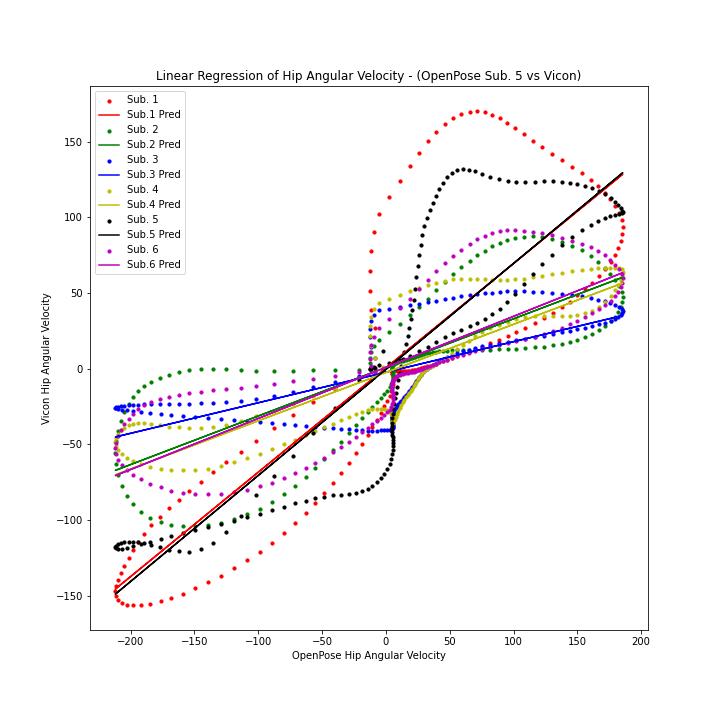 Linear Regression of Hip Angular Velocity - (OpenPose Sub. 5 vs Vicon)
Sub. 1
Sub.1 Pred
Sub. 2
Sub.2 Pred
Sub. 3
Sub.3 Pred
Sub. 4
Sub.4 Pred
Sub. 5
Sub.5 Pred
Sub. 6
Sub.6 Pred
Vicon Hip Angular Velocity
150
100
50
0
−50
−100
−150
−200 −150 −100 −50 0 50 100 150 200
OpenPose Hip Angular Velocity